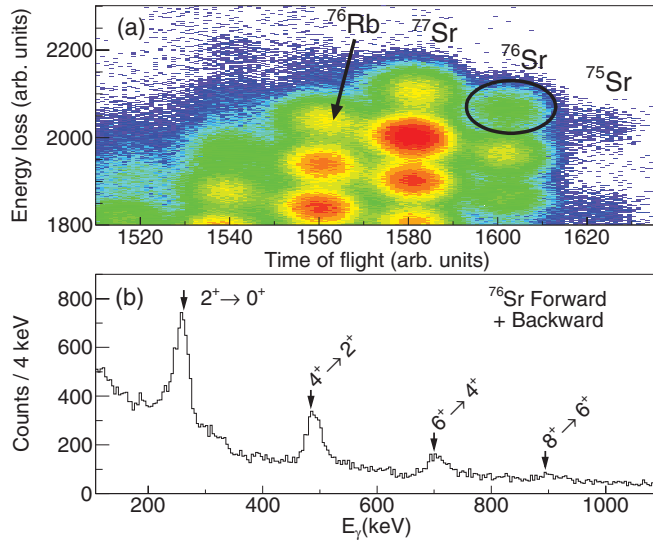 (a)
⁷⁶Rb
⁷⁷Sr
⁷⁶Sr
⁷⁵Sr
Energy loss (arb. units)
2200
2000
1800
1520 1540 1560 1580 1600 1620
Time of flight (arb. units)
(b)
2⁺→0⁺
4⁺→2⁺
6⁺→4⁺
8⁺→6⁺
⁷⁶Sr Forward
+ Backward
Counts / 4 keV
800
600
400
200
0
200 400 600 800 1000
Eγ(keV)